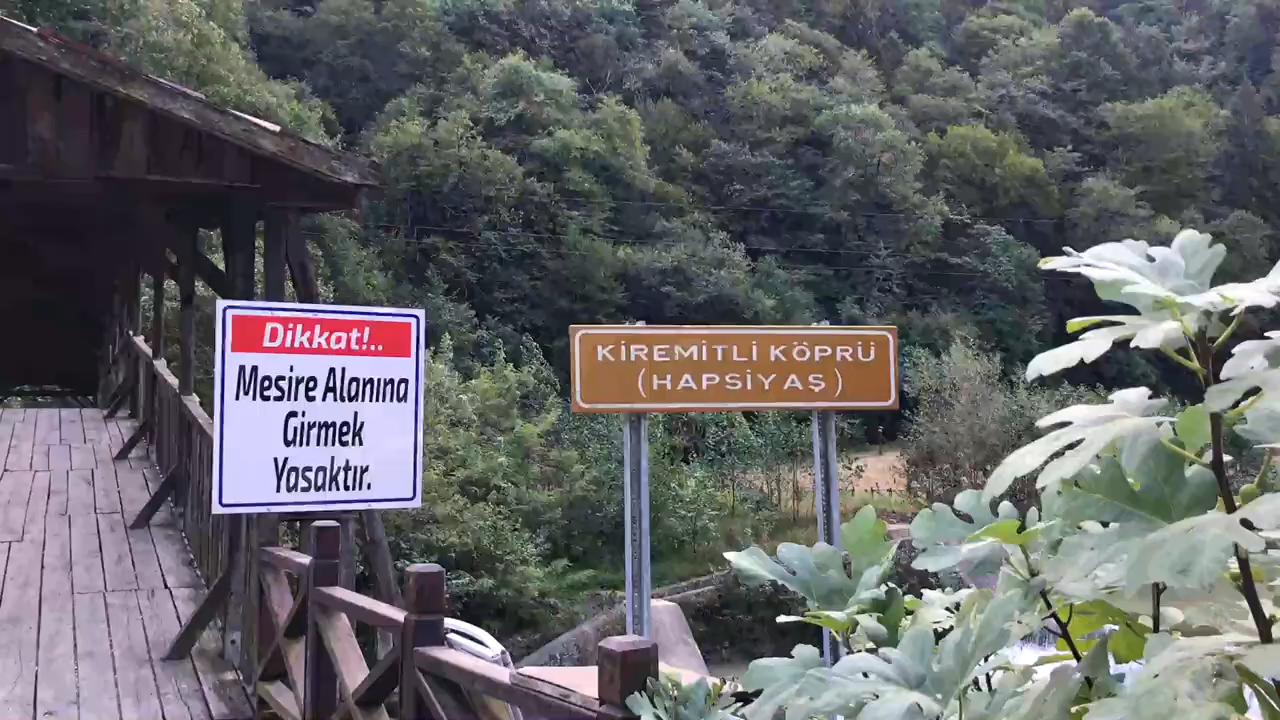 Dikkat!..
Mesire Alanına
Girmek
Yasaktır.
KİREMİTLİ KÖPRÜ
(HAPSİYAŞ)